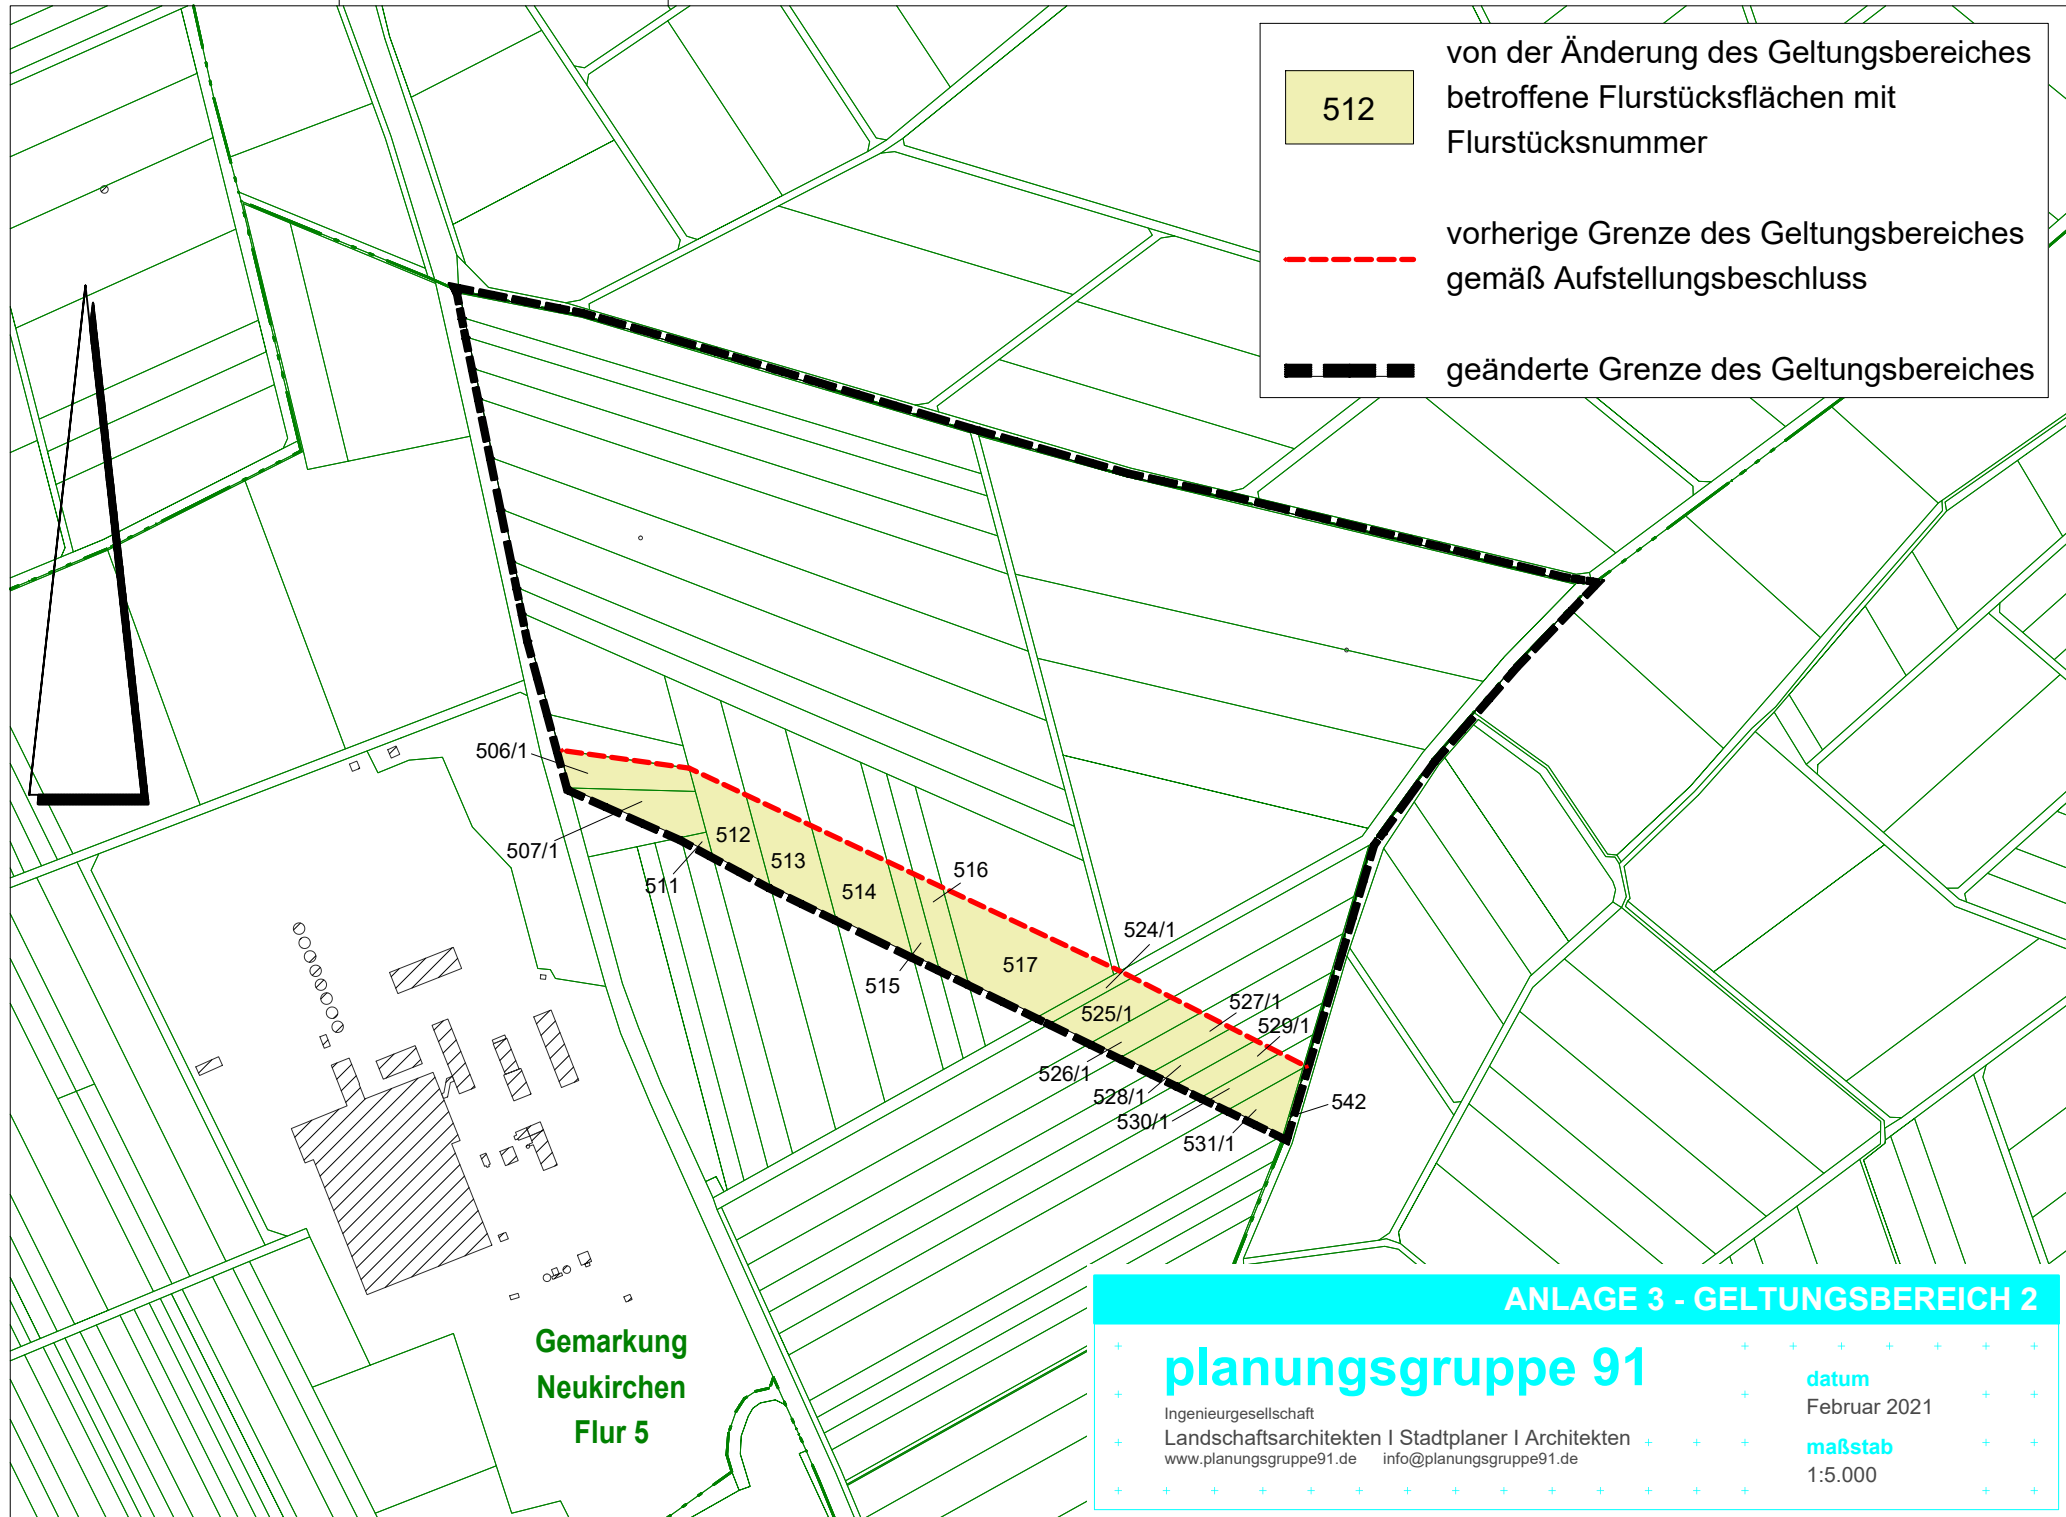 von der Änderung des Geltungsbereiches
betroffene Flurstücksflächen mit
Flurstücksnummer
512
vorherige Grenze des Geltungsbereiches
gemäß Aufstellungsbeschluss
geänderte Grenze des Geltungsbereiches
506/1
507/1
511
512
513
514
515
516
517
524/1
525/1
526/1
527/1
528/1
529/1
530/1
531/1
542
Gemarkung
Neukirchen
Flur 5
ANLAGE 3 - GELTUNGSBEREICH 2
planungsgruppe 91
Ingenieurgesellschaft
Landschaftsarchitekten I Stadtplaner I Architekten
www.planungsgruppe91.de info@planungsgruppe91.de
datum
Februar 2021
maßstab
1:5.000